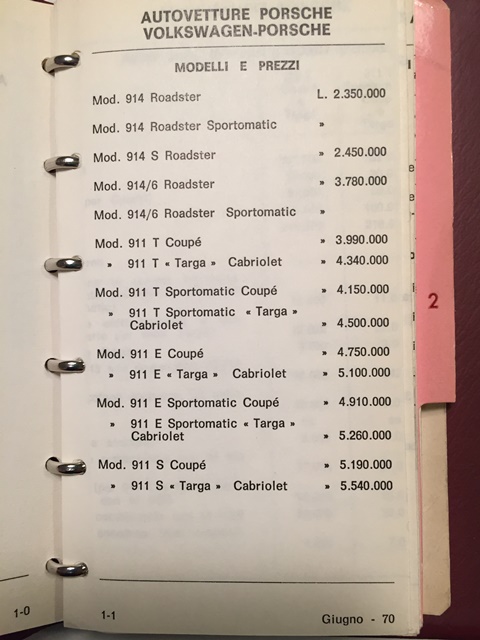 AUTOVETTURE PORSCHE
VOLKSWAGEN-PORSCHE
MODELLI E PREZZI
Mod. 914 Roadster L. 2.350.000
Mod. 914 Roadster Sportomatic »
Mod. 914 S Roadster » 2.450.000
Mod. 914/6 Roadster » 3.780.000
Mod. 914/6 Roadster Sportomatic »
Mod. 911 T Coupé » 3.990.000
» 911 T « Targa » Cabriolet » 4.340.000
Mod. 911 T Sportomatic Coupé » 4.150.000
» 911 T Sportomatic « Targa »
Cabriolet » 4.500.000
Mod. 911 E Coupé » 4.750.000
» 911 E « Targa » Cabriolet » 5.100.000
Mod. 911 E Sportomatic Coupé » 4.910.000
» 911 E Sportomatic « Targa »
Cabriolet » 5.260.000
Mod. 911 S Coupé » 5.190.000
» 911 S « Targa » Cabriolet » 5.540.000
1-1 Giugno - 70
1-0
2